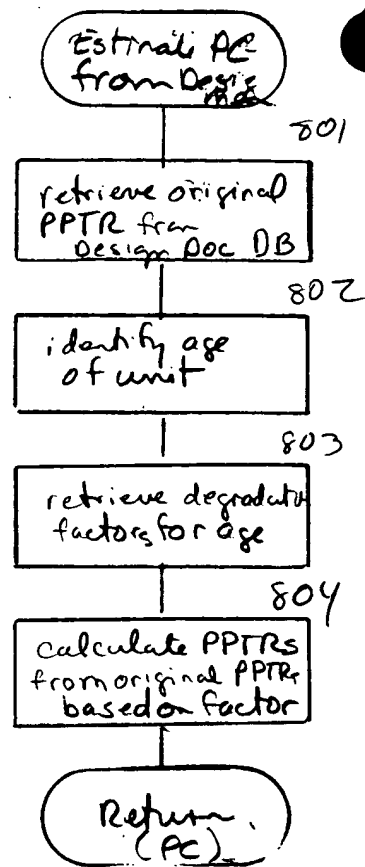 Estimate PC
from Design
801
retrieve original
PPTR from
Design Doc DB
802
identify age
of unit
803
retrieve degradation
factors for age
804
calculate PPTRs
from original PPTRs
based on factor
Return
(PC)